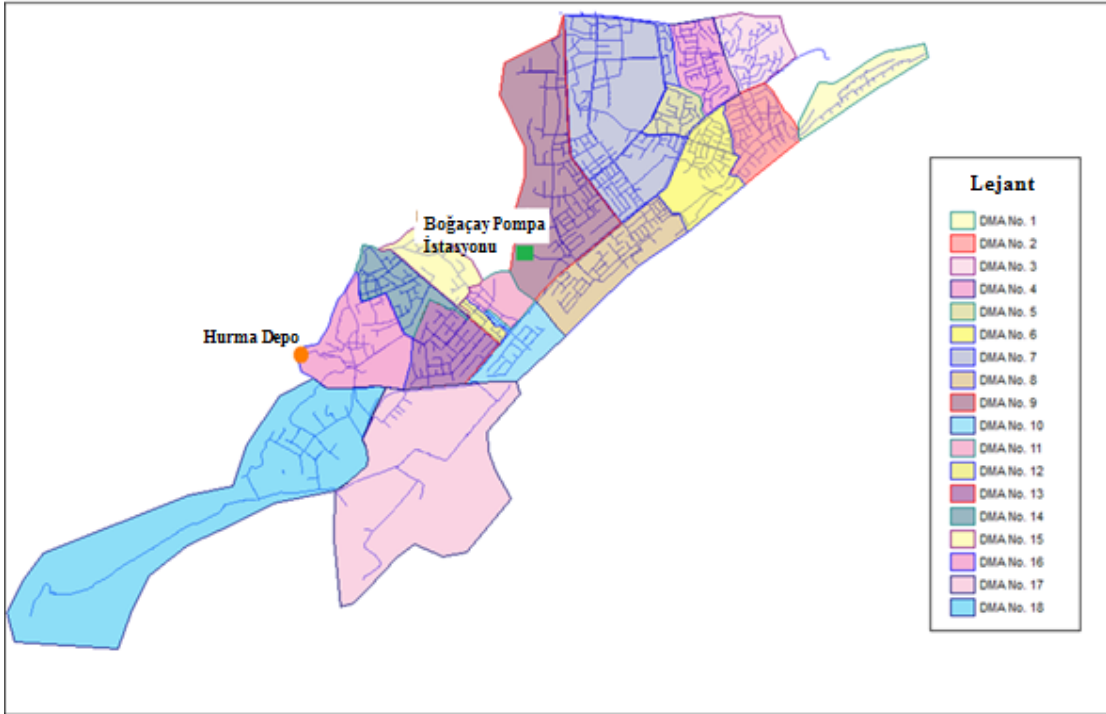 Boğaçay Pompa
İstasyonu
Hurma Depo
Lejant
DMA No. 1
DMA No. 2
DMA No. 3
DMA No. 4
DMA No. 5
DMA No. 6
DMA No. 7
DMA No. 8
DMA No. 9
DMA No. 10
DMA No. 11
DMA No. 12
DMA No. 13
DMA No. 14
DMA No. 15
DMA No. 16
DMA No. 17
DMA No. 18